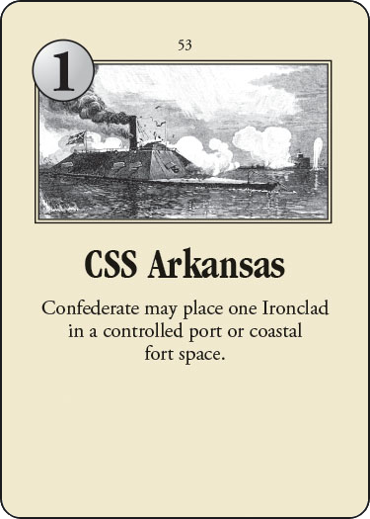 53
1
CSS Arkansas
Confederate may place one Ironclad
in a controlled port or coastal
fort space.